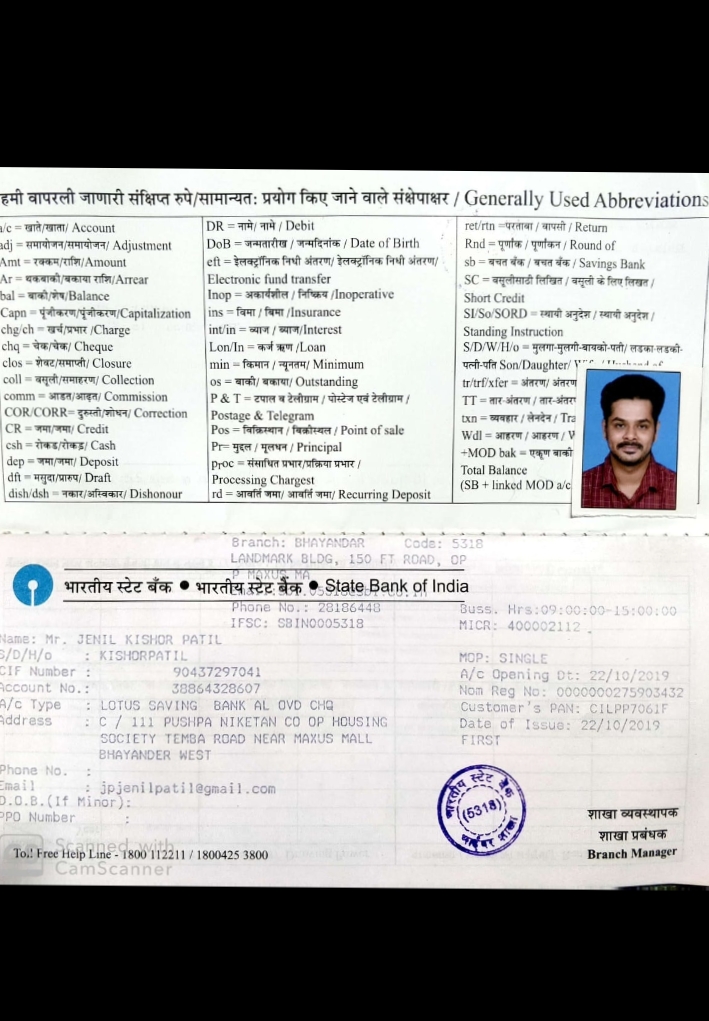 हमी वापरली जाणारी संक्षिप्त रुपे/सामान्यत: प्रयोग किए जाने वाले संक्षेपाक्षर / Generally Used Abbreviations
a/c = खाते/खाता/ Account
adj = समायोजन/समायोजन/ Adjustment
Amt = रक्कम/राशि/Amount
Ar = थकबाकी/बकाया राशि/Arrear
bal = बाकी/शेष/Balance
Capn = पूंजीकरण/पूंजीकरण/Capitalization
chg/ch = खर्च/प्रभार /Charge
chq = चेक/चेक/ Cheque
clos = शेवट/समाप्ती/ Closure
coll = वसूली/समाहरण/ Collection
comm = आडत/आढ़त/ Commission
COR/CORR= दुरुस्ती/शोधन/ Correction
CR = जमा/जमा/ Credit
csh = रोकड/रोकड़/ Cash
dep = जमा/जमा/ Deposit
dft = मसुदा/प्रारुप/ Draft
dish/dsh = नकार/अस्विकार/ Dishonour
DR = नामे/ नामे / Debit
DoB = जन्मतारीख / जन्मदिनांक / Date of Birth
eft = इलेक्ट्रॉनिक निधी अंतरण/ इलेक्ट्रॉनिक निधी अंतरण/
Electronic fund transfer
Inop = अकार्यशील / निष्क्रिय /Inoperative
ins = विमा / बिमा /Insurance
int/in = व्याज / ब्याज/Interest
Lon/In = कर्ज ऋण /Loan
min = किमान / न्यूनतम/ Minimum
os = बाकी/ बकाया/ Outstanding
P & T = टपाल व टेलीग्राम / पोस्टेज एवं टेलीग्राम /
Postage & Telegram
Pos = विक्रिस्थान / बिक्रीस्थल / Point of sale
Pr= मुद्दल / मूलधन / Principal
proc = संसाधित प्रभार/प्रक्रिया प्रभार /
Processing Chargest
rd = आवर्ति जमा/ आवर्ति जमा/ Recurring Deposit
ret/rtn =परतावा / वापसी / Return
Rnd = पूर्णांक / पूर्णांकन / Round of
sb = बचत बँक / बचत बैंक / Savings Bank
SC = वसूलीसाठी लिखित / वसूली के लिए लिखत /
Short Credit
SI/So/SORD = स्थायी अनुदेश / स्थायी अनुदेश /
Standing Instruction
S/D/W/H/o = मुलगा-मुलगी-बायको-पती/ लडका-लडकी-
पत्नी-पति Son/Daughter/
tr/trf/xfer = अंतरण/ अंतरण
TT = तार-अंतरण / तार-अंतरण
txn = व्यवहार / लेनदेन / Tra
Wdl = आहरण / आहरण / W
+MOD bak = एकूण बाकी
Total Balance
(SB + linked MOD a/c
Branch: BHAYANDAR Code: 5318
LANDMARK BLDG, 150 FT ROAD, OP
P MAXUS MA
भारतीय स्टेट बँक ● भारतीय स्टेट बैंक ● State Bank of India
Phone No.: 28186448 Buss. Hrs:09:00:00-15:00:00
IFSC: SBIN0005318 MICR: 400002112
Name: Mr. JENIL KISHOR PATIL
S/D/H/o : KISHORPATIL MOP: SINGLE
CIF Number : 90437297041 A/c Opening Dt: 22/10/2019
Account No.: 38864328607 Nom Reg No: 0000000275903432
A/c Type : LOTUS SAVING BANK AL OVD CHQ Customer's PAN: CILPP7061F
Address : C / 111 PUSHPA NIKETAN CO OP HOUSING Date of Issue: 22/10/2019
SOCIETY TEMBA ROAD NEAR MAXUS MALL FIRST
BHAYANDER WEST
Phone No. :
Email : jpjenilpatil@gmail.com
D.O.B.(If Minor):
PPO Number :
भारतीय स्टेट बैंक
(5318)
शाखा व्यवस्थापक
शाखा प्रबंधक
Branch Manager
Scanned with
CamScanner
Toll Free Help Line - 1800 112211 / 1800425 3800